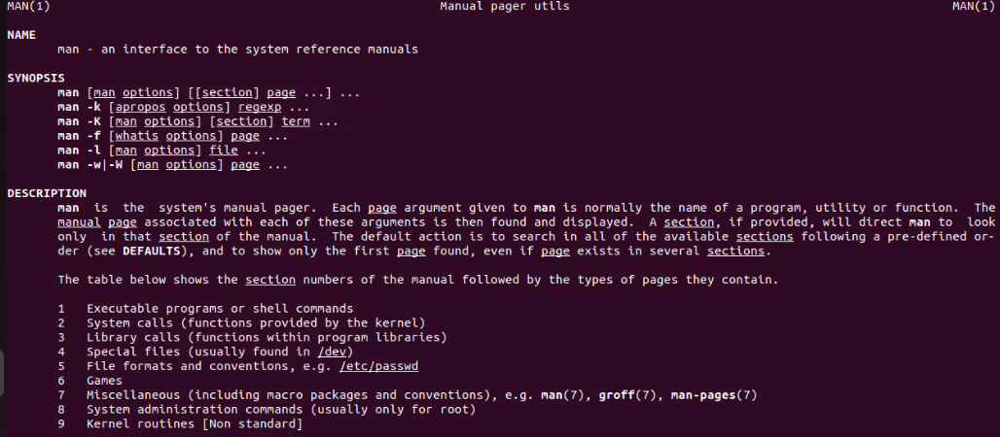 MAN(1) Manual pager utils MAN(1)
NAME
man - an interface to the system reference manuals
SYNOPSIS
man [man options] [[section] page ...] ...
man -k [apropos options] regexp ...
man -K [man options] [section] term ...
man -f [whatis options] page ...
man -l [man options] file ...
man -w|-W [man options] page ...
DESCRIPTION
man is the system's manual pager. Each page argument given to man is normally the name of a program, utility or function. The
manual page associated with each of these arguments is then found and displayed. A section, if provided, will direct man to look
only in that section of the manual. The default action is to search in all of the available sections following a pre-defined or-
der (see DEFAULTS), and to show only the first page found, even if page exists in several sections.
The table below shows the section numbers of the manual followed by the types of pages they contain.
1 Executable programs or shell commands
2 System calls (functions provided by the kernel)
3 Library calls (functions within program libraries)
4 Special files (usually found in /dev)
5 File formats and conventions, e.g. /etc/passwd
6 Games
7 Miscellaneous (including macro packages and conventions), e.g. man(7), groff(7), man-pages(7)
8 System administration commands (usually only for root)
9 Kernel routines [Non standard]